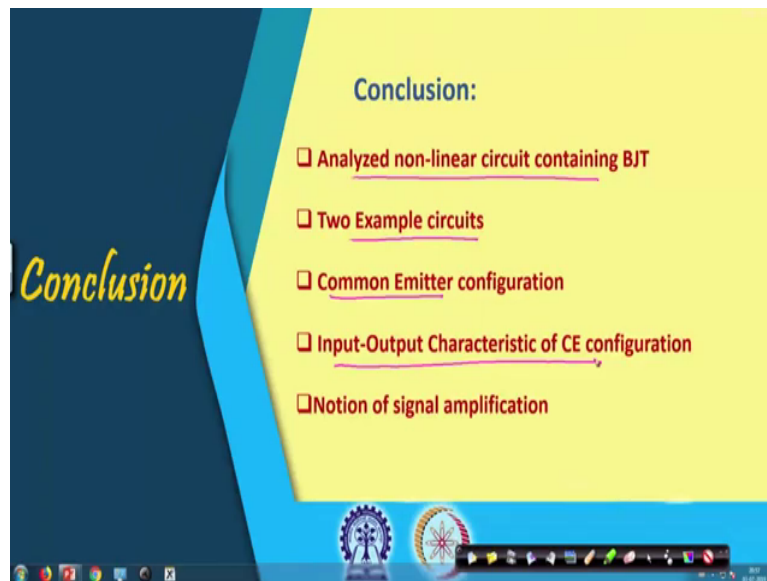 Conclusion:
❑ Analyzed non-linear circuit containing BJT
❑ Two Example circuits
❑ Common Emitter configuration
❑ Input-Output Characteristic of CE configuration
❑Notion of signal amplification
Conclusion